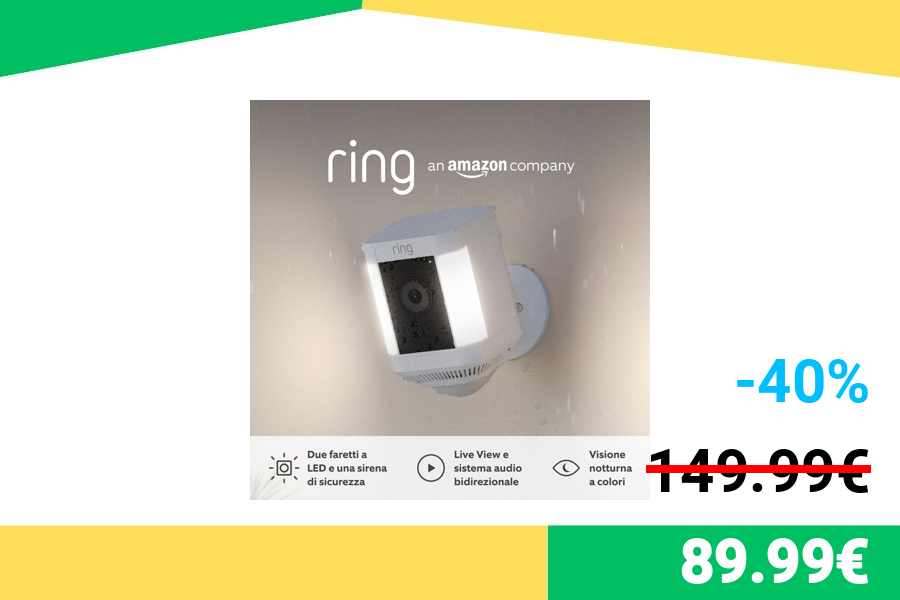 ring an amazon company
ring
-40%
Due faretti a
LED e una sirena
di sicurezza
Live View e
sistema audio
bidirezionale
Visione
notturna
a colori
149.99€
89.99€